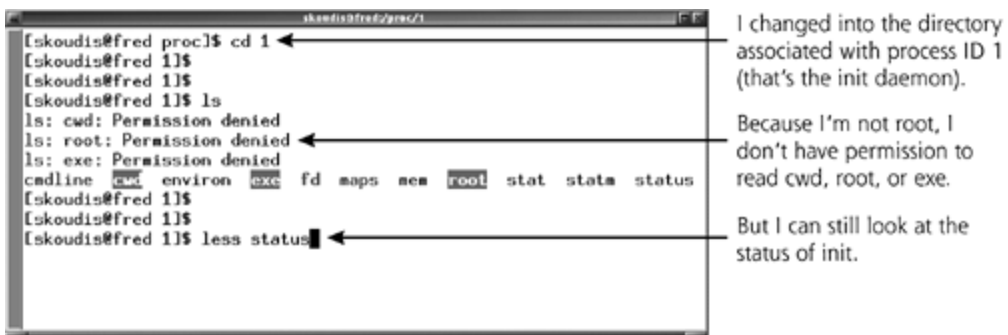 skoudis@fred:/proc/1
[skoudis@fred proc]$ cd 1
[skoudis@fred 1]$
[skoudis@fred 1]$
[skoudis@fred 1]$ ls
ls: cwd: Permission denied
ls: root: Permission denied
ls: exe: Permission denied
cmdline cwd environ exe fd maps mem root stat statm status
[skoudis@fred 1]$
[skoudis@fred 1]$
[skoudis@fred 1]$ less status
I changed into the directory
associated with process ID 1
(that's the init daemon).
Because I'm not root, I
don't have permission to
read cwd, root, or exe.
But I can still look at the
status of init.